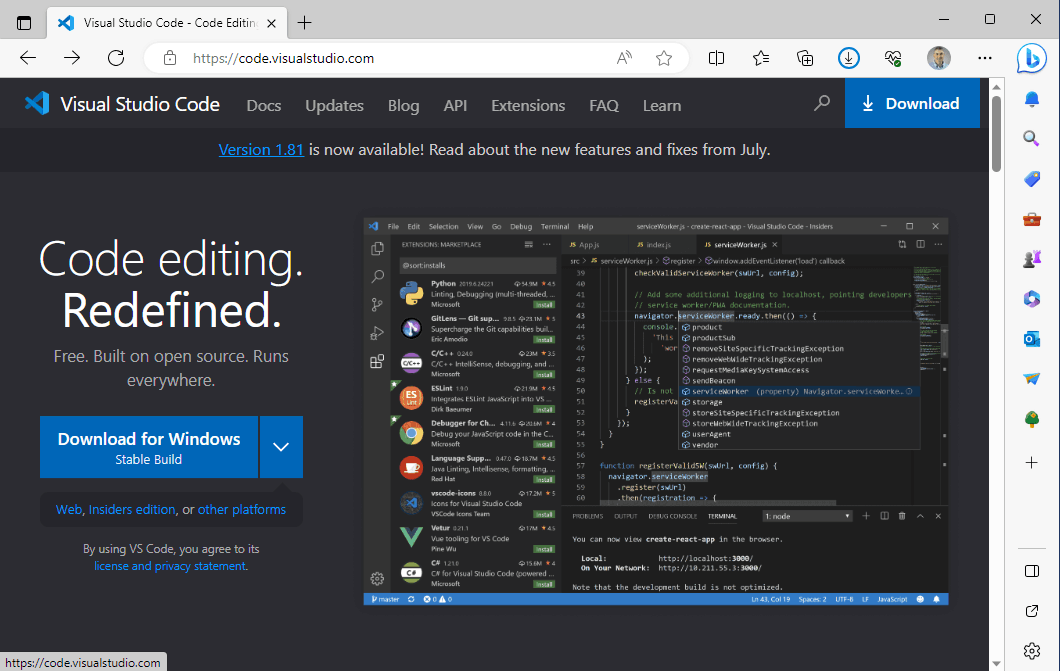 Visual Studio Code - Code Editing
https://code.visualstudio.com
Visual Studio Code
Docs
Updates
Blog
API
Extensions
FAQ
Learn
Download
Version 1.81 is now available! Read about the new features and fixes from July.
Code editing.
Redefined.
Free. Built on open source. Runs
everywhere.
Download for Windows
Stable Build
Web, Insiders edition, or other platforms
By using VS Code, you agree to its
license and privacy statement.
File Edit Selection View Go Debug Terminal Help
serviceWorker.js - create-react-app - Visual Studio Code - Insiders
EXTENSIONS: MARKETPLACE
@sort:installs
Python 2019.6.24221 54.9M 4.5
Linting, Debugging (multi-threaded, ...
Microsoft
Install
GitLens — Git sup... 9.8.5 23.1M 5
Supercharge the Git capabilities buil...
Eric Amodio
Install
C/C++ 0.24.0 23M 3.5
C/C++ IntelliSense, debugging, and ...
Microsoft
Install
ESLint 1.9.0 21.9M 4.5
Integrates ESLint JavaScript into VS ...
Dirk Baeumer
Install
Debugger for Ch... 4.11.6 20.6M 4
Debug your JavaScript code in the C...
Microsoft
Install
Language Supp... 0.47.0 18.7M 4.5
Java Linting, Intellisense, formatting, ...
Red Hat
Install
vscode-icons 8.8.0 17.2M 5
Icons for Visual Studio Code
VSCode Icons Team
Install
Vetur 0.21.1 17M 4.5
Vue tooling for VS Code
Pine Wu
Install
C# 1.21.0 15.6M 4
C# for Visual Studio Code (powered ...
Microsoft
Install
JS App.js
JS index.js
JS serviceWorker.js
src > JS serviceWorker.js > register > window.addEventListener('load') callback
39 checkValidServiceWorker(swUrl, config);
40
41 // Add some additional logging to localhost, pointing developers
42 // service worker/PWA documentation.
43 navigator.serviceWorker.ready.then(() => {
44 console.
45 'This
46 'wor
47 );
48 });
49 } else {
50 // Is not
51 registerVa
52 }
53 });
54 }
55 }
56
57 function registerValidSW(swUrl, config) {
58 navigator.serviceWorker
59 .register(swUrl)
60 .then(registration => {
product
productSub
removeSiteSpecificTrackingException
removeWebWideTrackingException
requestMediaKeySystemAccess
sendBeacon
serviceWorker (property) Navigator.serviceWorke...
storage
storeSiteSpecificTrackingException
storeWebWideTrackingException
userAgent
vendor
PROBLEMS OUTPUT DEBUG CONSOLE TERMINAL
1: node
You can now view create-react-app in the browser.
Local: http://localhost:3000/
On Your Network: http://10.211.55.3:3000/
Note that the development build is not optimized.
master 0 0
Ln 43, Col 19 Spaces: 2 UTF-8 LF JavaScript
https://code.visualstudio.com